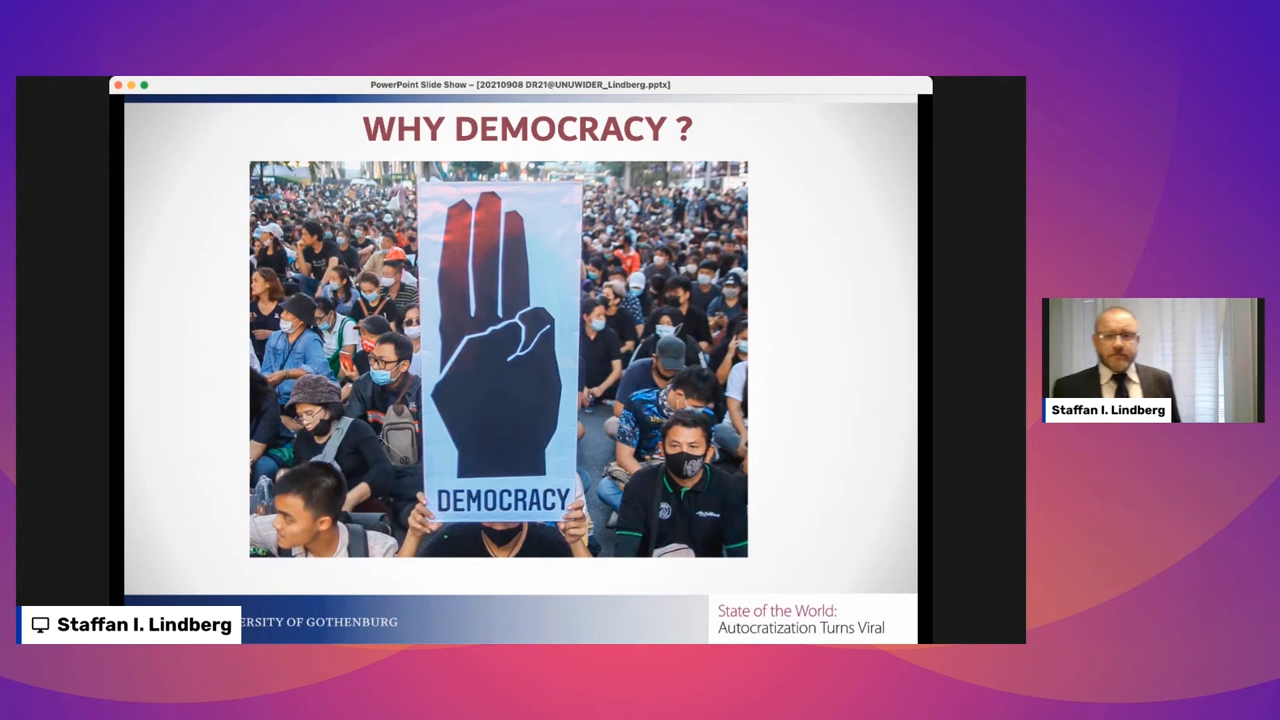 PowerPoint Slide Show – [20210908 DR21@UNUWIDER_Lindberg.pptx]
WHY DEMOCRACY ?
DEMOCRACY
Staffan I. Lindberg
Staffan I. Lindberg
ERSITY OF GOTHENBURG
State of the World:
Autocratization Turns Viral